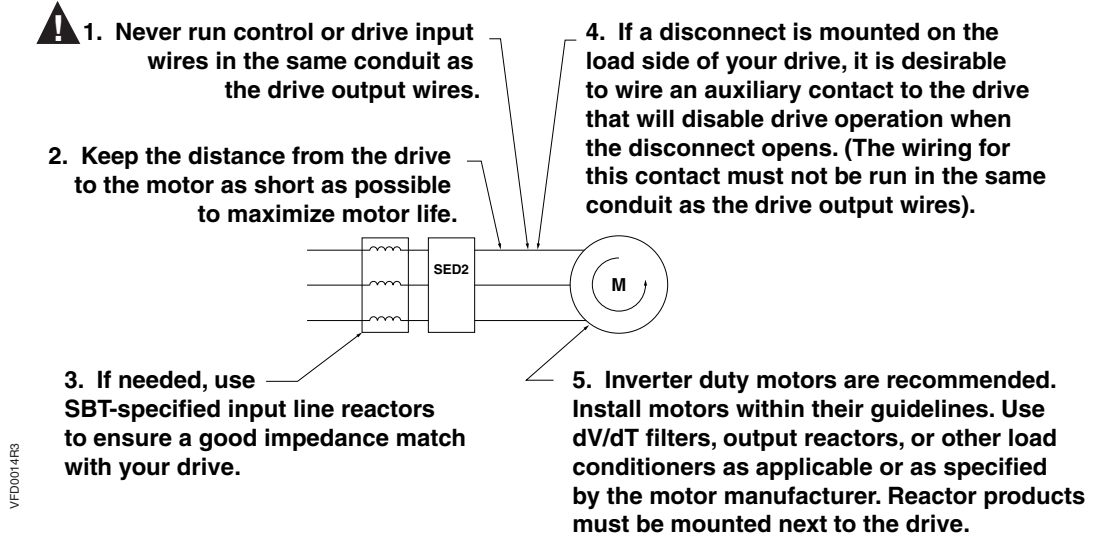 ! 1. Never run control or drive input
wires in the same conduit as
the drive output wires.
2. Keep the distance from the drive
to the motor as short as possible
to maximize motor life.
4. If a disconnect is mounted on the
load side of your drive, it is desirable
to wire an auxiliary contact to the drive
that will disable drive operation when
the disconnect opens. (The wiring for
this contact must not be run in the same
conduit as the drive output wires).
SED2
M
3. If needed, use
SBT-specified input line reactors
to ensure a good impedance match
with your drive.
5. Inverter duty motors are recommended.
Install motors within their guidelines. Use
dV/dT filters, output reactors, or other load
conditioners as applicable or as specified
by the motor manufacturer. Reactor products
must be mounted next to the drive.
VFD0014R3